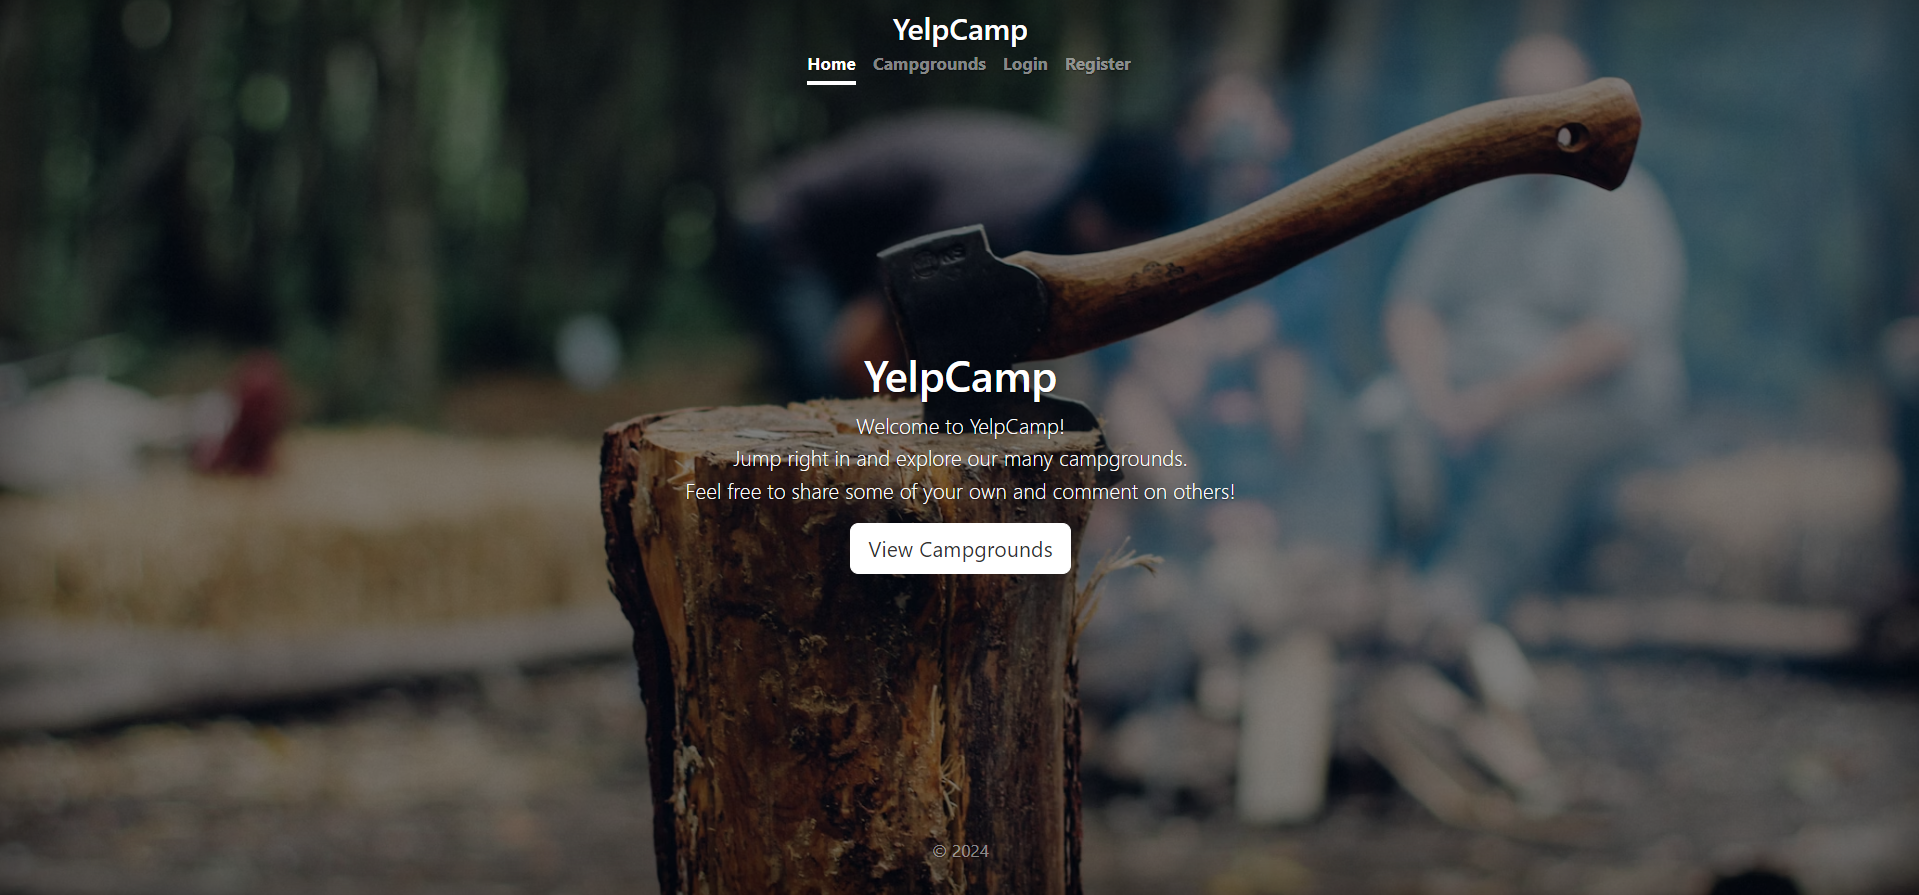 YelpCamp
Home Campgrounds Login Register
YelpCamp
Welcome to YelpCamp!
Jump right in and explore our many campgrounds.
Feel free to share some of your own and comment on others!
View Campgrounds
© 2024